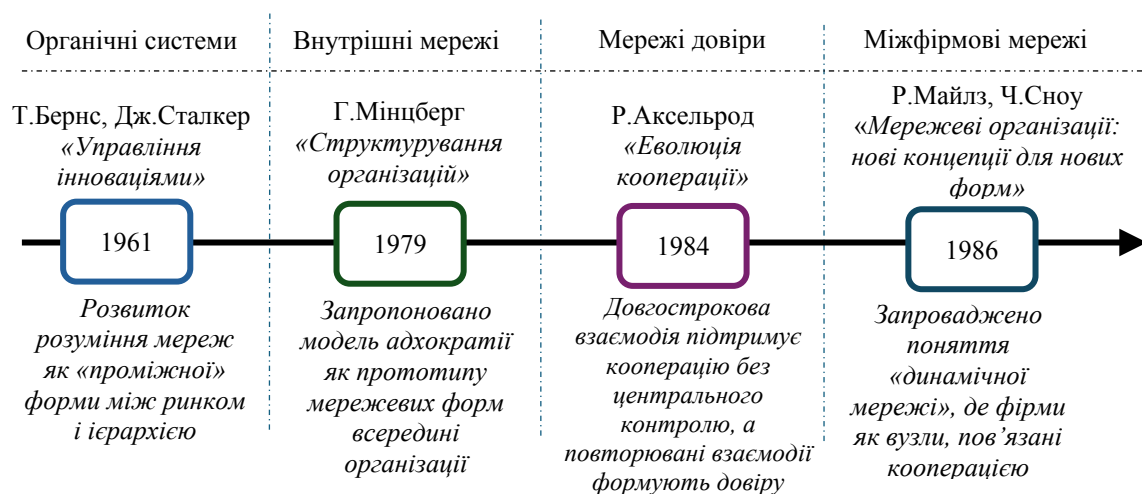 Органічні системи
Внутрішні мережі
Мережі довіри
Міжфірмові мережі
Т.Бернс, Дж.Сталкер
«Управління
інноваціями»
1961
Розвиток
розуміння мереж
як «проміжної»
форми між ринком
і ієрархією
Г.Мінцберг
«Структурування
організацій»
1979
Запропоновано
модель адхократії
як прототипу
мережевих форм
всередині
організації
Р.Аксельрод
«Еволюція
кооперації»
1984
Довгострокова
взаємодія підтримує
кооперацію без
центрального
контролю, а
повторювані взаємодії
формують довіру
Р.Майлз, Ч.Сноу
«Мережеві організації:
нові концепції для нових
форм»
1986
Запроваджено
поняття
«динамічної
мережі», де фірми
як вузли, пов’язані
кооперацією